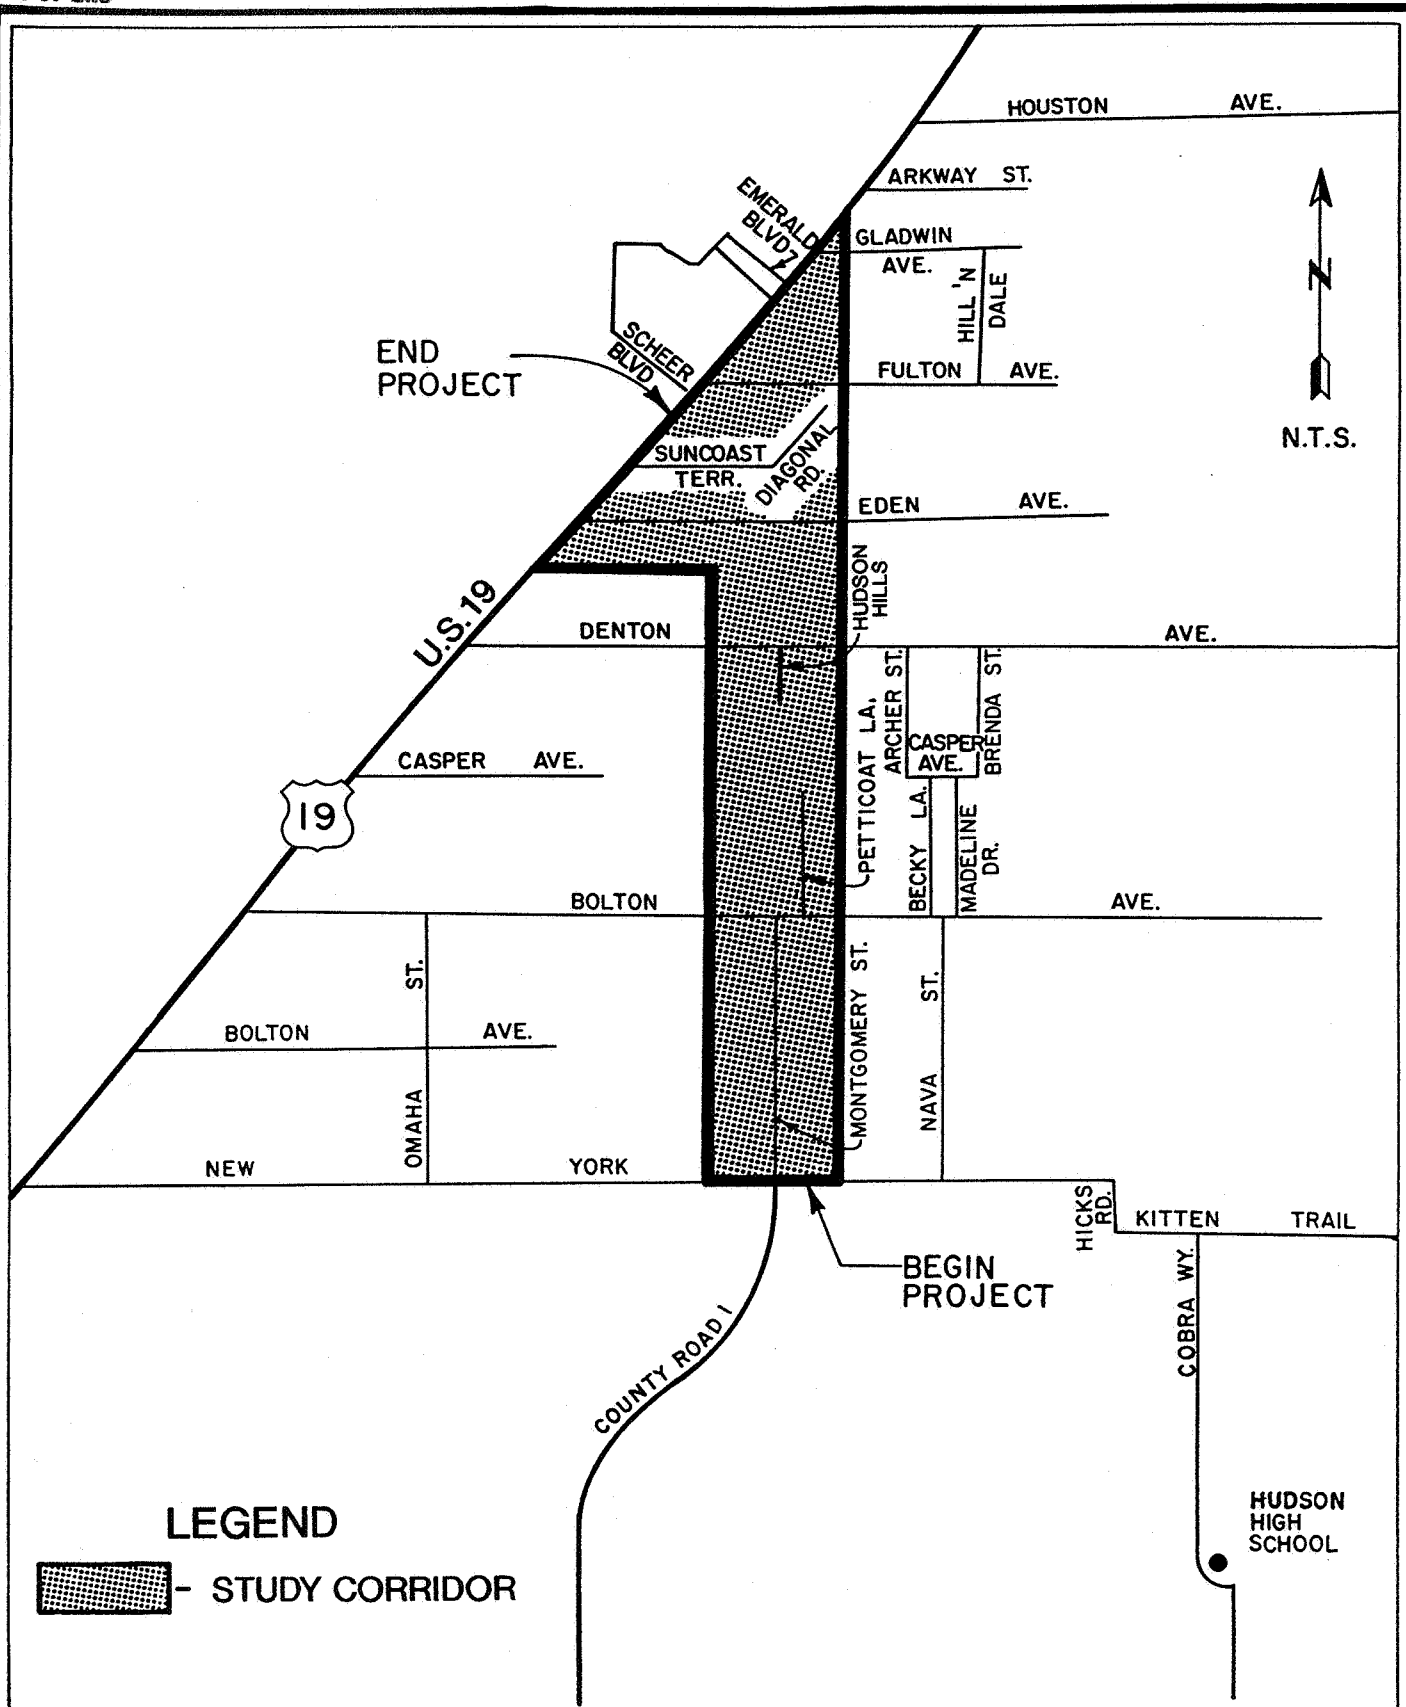 HOUSTON AVE.
ARKWAY ST.
EMERALD
BLVD
GLADWIN
AVE.
HILL 'N
DALE
N
SCHEER
BLVD
END
PROJECT
FULTON AVE.
N.T.S.
SUNCOAST
TERR.
DIAGONAL
RD.
EDEN AVE.
HUDSON
HILLS
U.S. 19
DENTON AVE.
ARCHER ST.
BRENDA ST.
PETTICOAT LA.
CASPER AVE.
CASPER
AVE.
19
BECKY LA.
MADELINE
DR.
BOLTON AVE.
OMAHA ST.
MONTGOMERY ST.
NAVA ST.
BOLTON AVE.
NEW YORK
HICKS
RD.
KITTEN TRAIL
COBRA WY.
BEGIN
PROJECT
COUNTY ROAD 1
HUDSON
HIGH
SCHOOL
LEGEND
- STUDY CORRIDOR